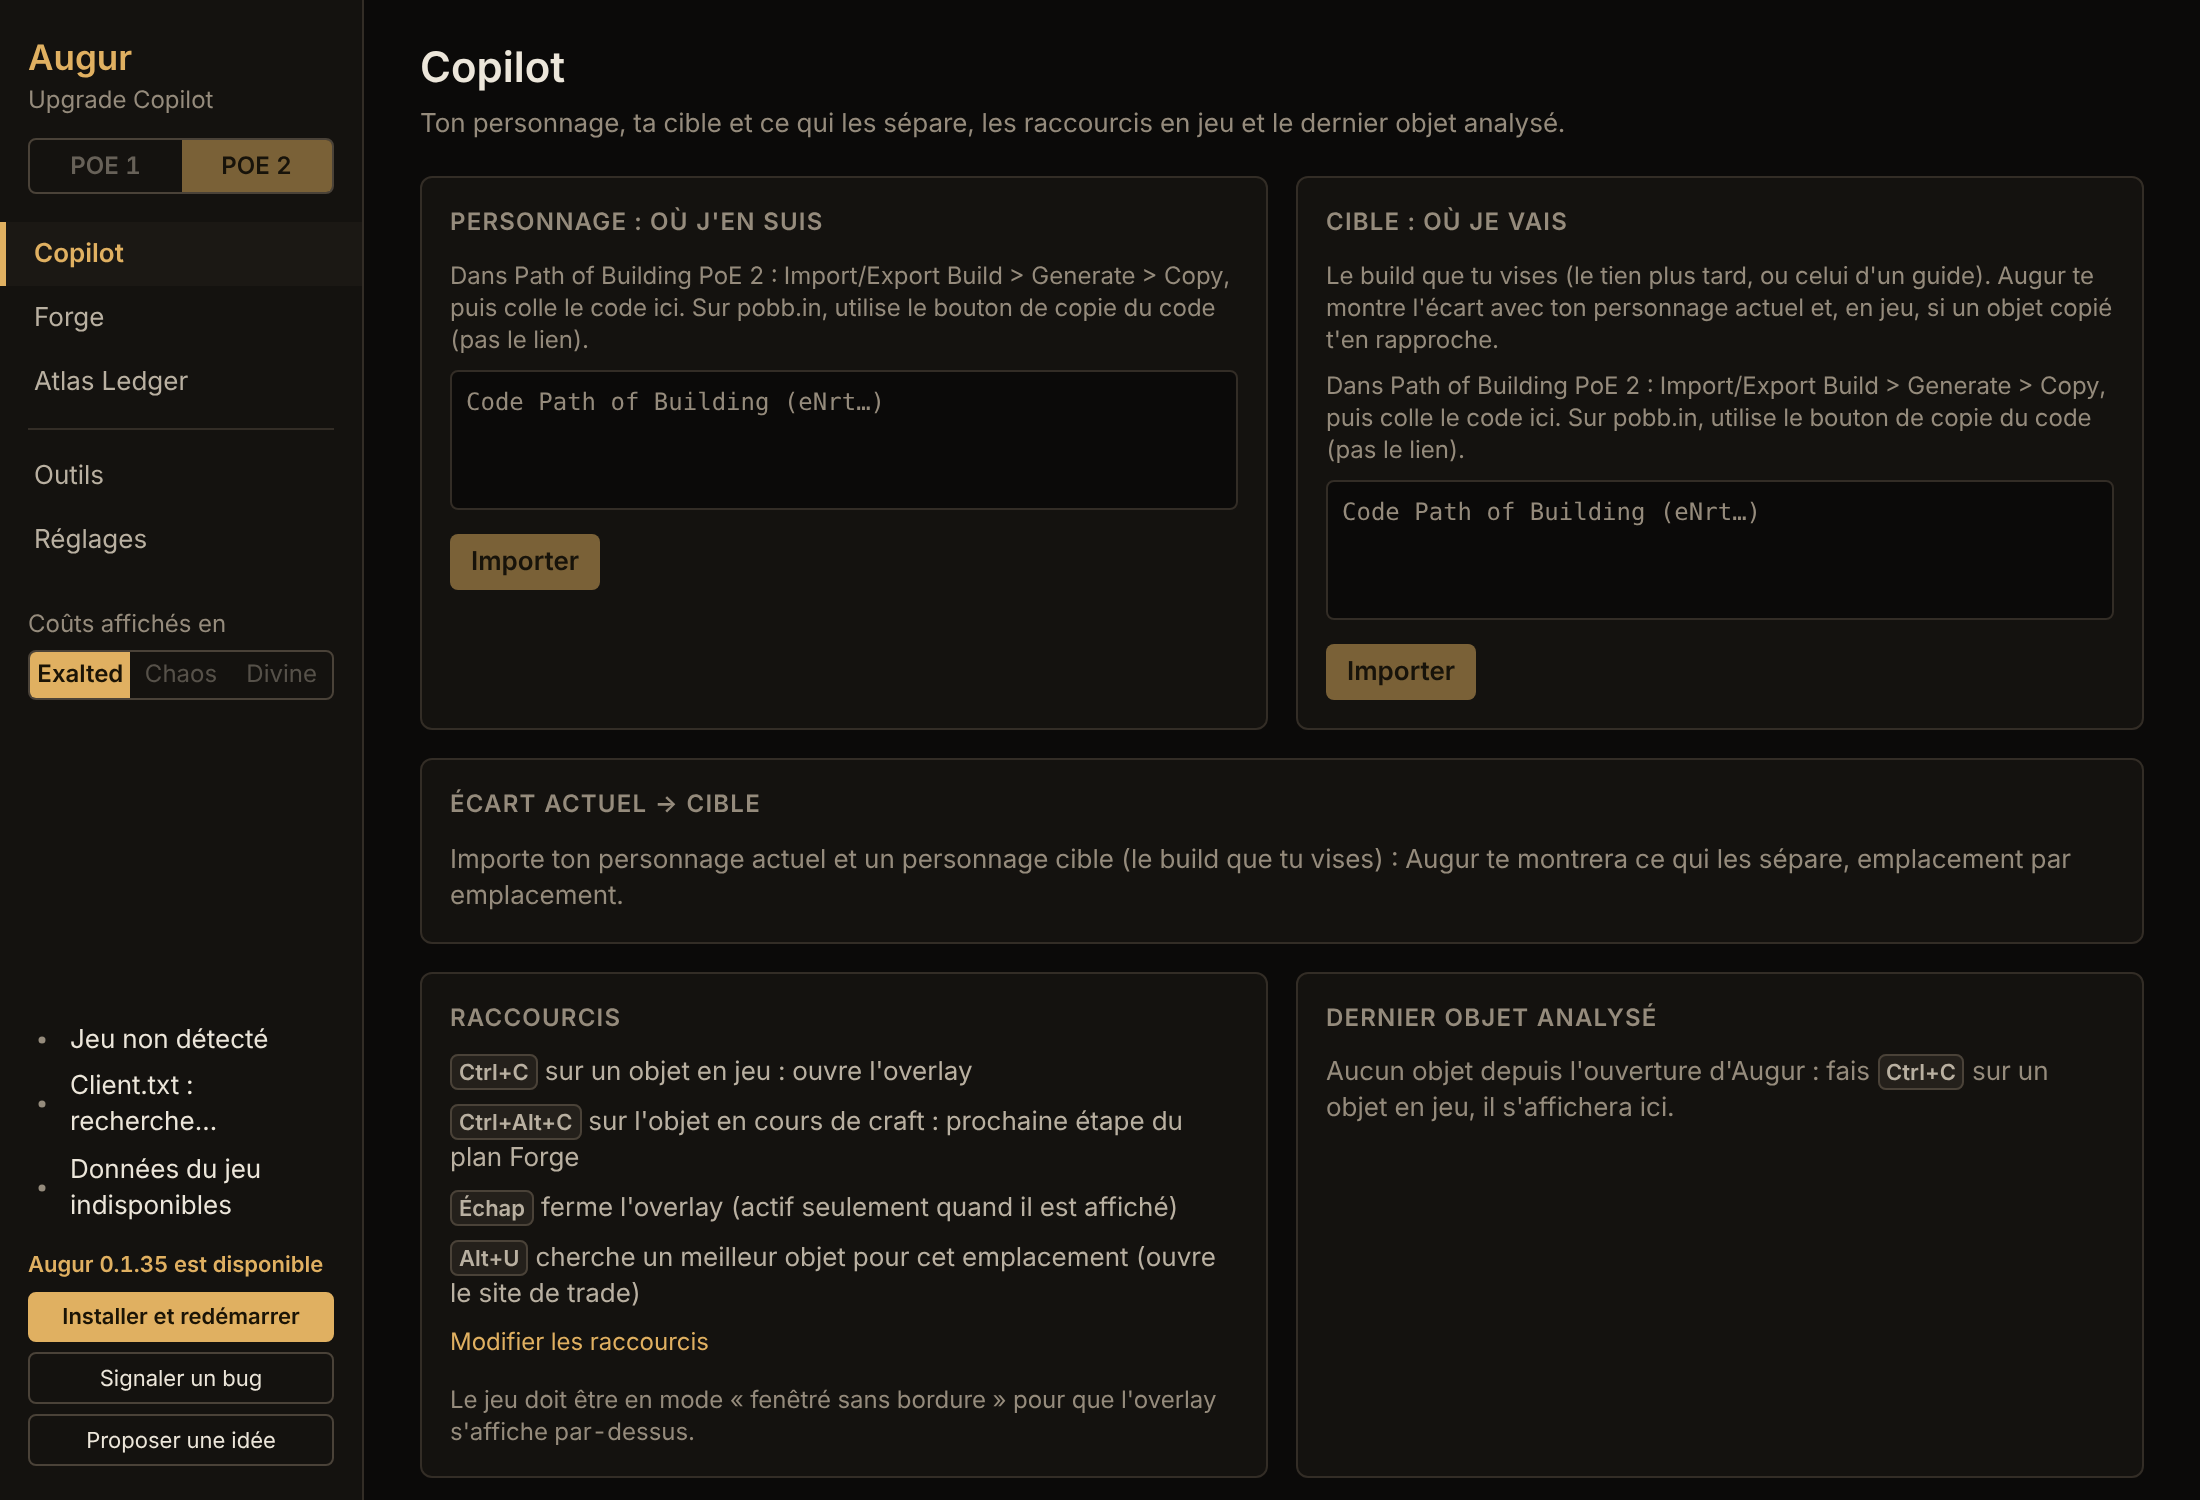 Augur
Upgrade Copilot
POE 1
POE 2
Copilot
Forge
Atlas Ledger
Outils
Réglages
Coûts affichés en
Exalted
Chaos
Divine
Jeu non détecté
Client.txt :
recherche...
Données du jeu
indisponibles
Augur 0.1.35 est disponible
Installer et redémarrer
Signaler un bug
Proposer une idée
Copilot
Ton personnage, ta cible et ce qui les sépare, les raccourcis en jeu et le dernier objet analysé.
PERSONNAGE : OÙ J'EN SUIS
Dans Path of Building PoE 2 : Import/Export Build > Generate > Copy,
puis colle le code ici. Sur pobb.in, utilise le bouton de copie du code
(pas le lien).
Code Path of Building (eNrt…)
Importer
CIBLE : OÙ JE VAIS
Le build que tu vises (le tien plus tard, ou celui d'un guide). Augur te
montre l'écart avec ton personnage actuel et, en jeu, si un objet copié
t'en rapproche.
Dans Path of Building PoE 2 : Import/Export Build > Generate > Copy,
puis colle le code ici. Sur pobb.in, utilise le bouton de copie du code
(pas le lien).
Code Path of Building (eNrt…)
Importer
ÉCART ACTUEL → CIBLE
Importe ton personnage actuel et un personnage cible (le build que tu vises) : Augur te montrera ce qui les sépare, emplacement par
emplacement.
RACCOURCIS
Ctrl+C sur un objet en jeu : ouvre l'overlay
Ctrl+Alt+C sur l'objet en cours de craft : prochaine étape du
plan Forge
Échap ferme l'overlay (actif seulement quand il est affiché)
Alt+U cherche un meilleur objet pour cet emplacement (ouvre
le site de trade)
Modifier les raccourcis
Le jeu doit être en mode « fenêtré sans bordure » pour que l'overlay
s'affiche par-dessus.
DERNIER OBJET ANALYSÉ
Aucun objet depuis l'ouverture d'Augur : fais Ctrl+C sur un
objet en jeu, il s'affichera ici.